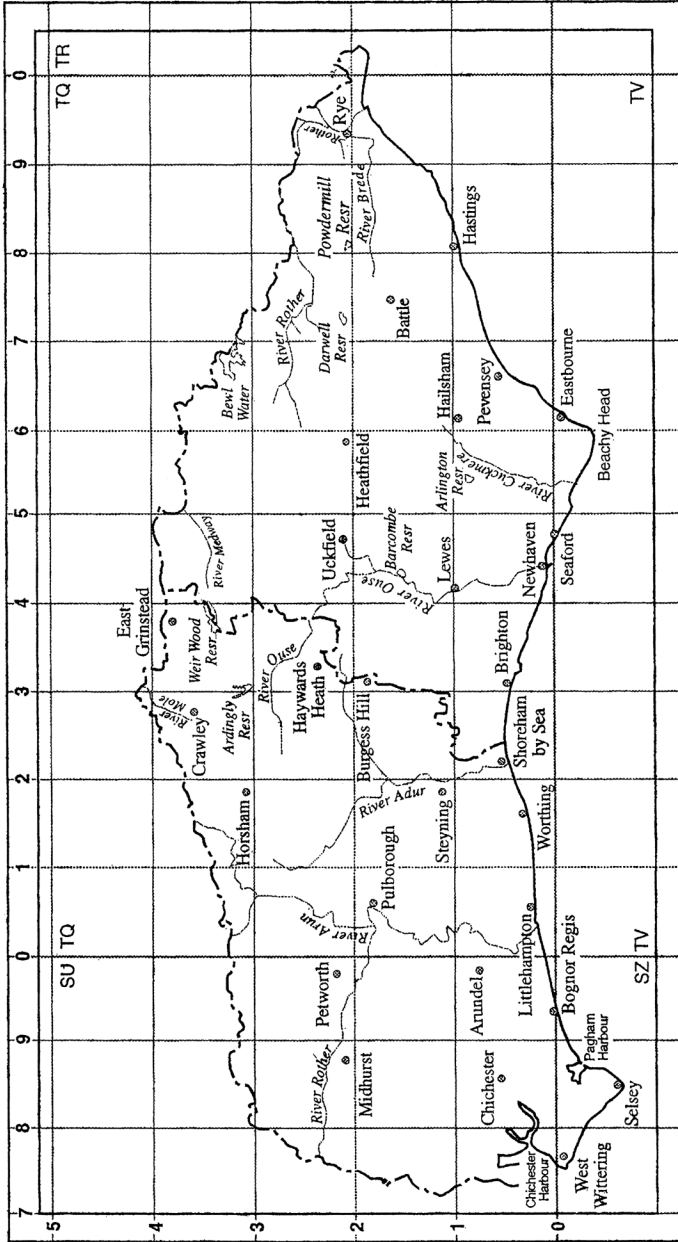 SU TQ
TQ TR
5
4
3
2
1
0
7
8
9
0
1
2
3
4
5
6
7
8
9
0
East
Grinstead
River
Mole
Crawley
Weir Wood
Resr
River Medway
Ardingly
Resr
Horsham
River Ouse
Haywards
Heath
Bewl
Water
River Rother
Darwell
Resr
Powdermill
Resr
River Brede
Rother
Rye
River Rother
Midhurst
Petworth
River Arun
Pulborough
Burgess Hill
River Adur
Steyning
Uckfield
River Ouse
Barcombe
Resr
Heathfield
Battle
Lewes
Arlington
Resr
River Cuckmere
Hailsham
Pevensey
Hastings
Chichester
Arundel
Chichester
Harbour
West
Wittering
Selsey
Pagham
Harbour
Bognor Regis
Littlehampton
Worthing
Shoreham
by Sea
Brighton
Newhaven
Seaford
Eastbourne
Beachy Head
SZ TV
TV